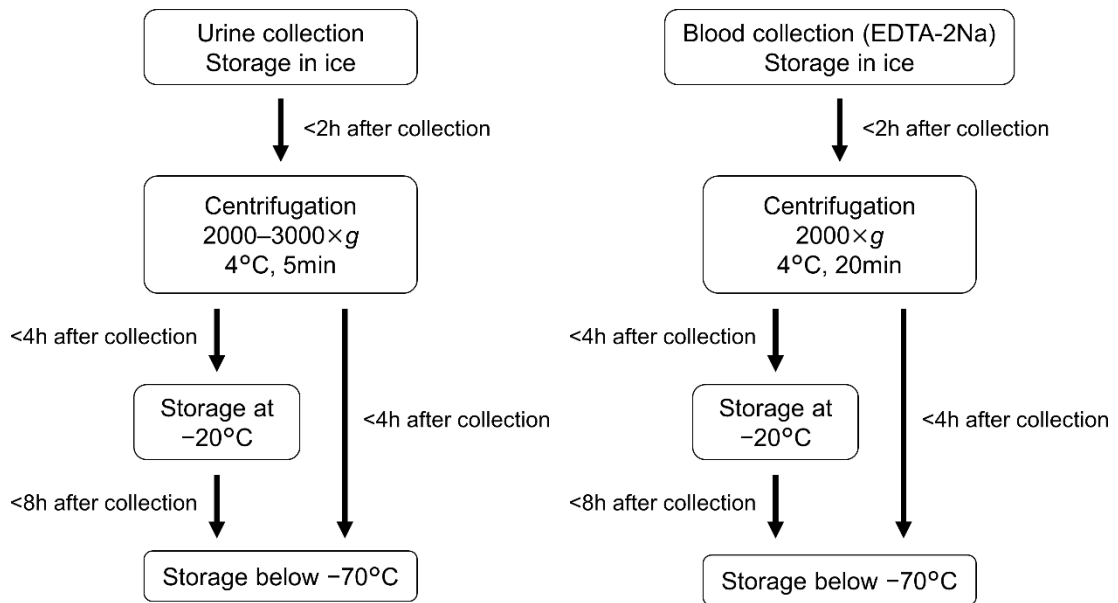 Urine collection
Storage in ice
<2h after collection
Centrifugation
2000–3000×g
4°C, 5min
<4h after collection
Storage at
−20°C
<4h after collection
<8h after collection
Storage below −70°C
Blood collection (EDTA-2Na)
Storage in ice
<2h after collection
Centrifugation
2000×g
4°C, 20min
<4h after collection
Storage at
−20°C
<4h after collection
<8h after collection
Storage below −70°C